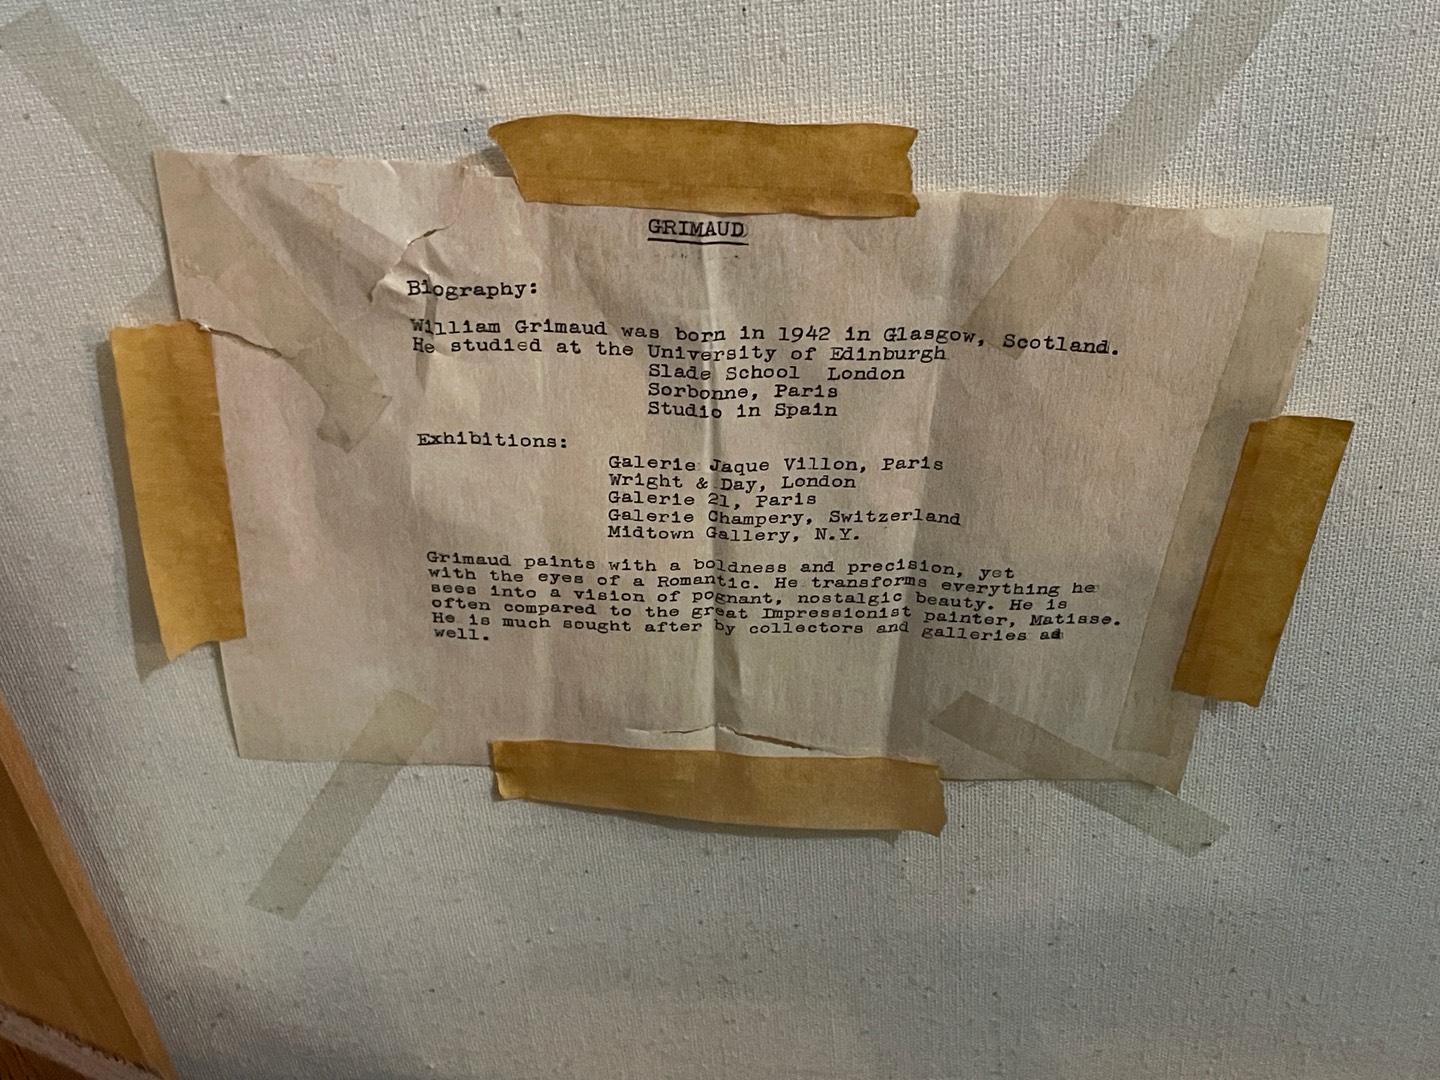 GRIMAUD
Biography:
William Grimaud was born in 1942 in Glasgow, Scotland.
He studied at the University of Edinburgh
Slade School London
Sorbonne, Paris
Studio in Spain
Exhibitions:
Galerie Jaque Villon, Paris
Wright & Day, London
Galerie 21, Paris
Galerie Champery, Switzerland
Midtown Gallery, N.Y.
Grimaud paints with a boldness and precision, yet
with the eyes of a Romantic. He transforms everything he
sees into a vision of pognant, nostalgic beauty. He is
often compared to the great Impressionist painter, Matisse.
He is much sought after by collectors and galleries as
well.